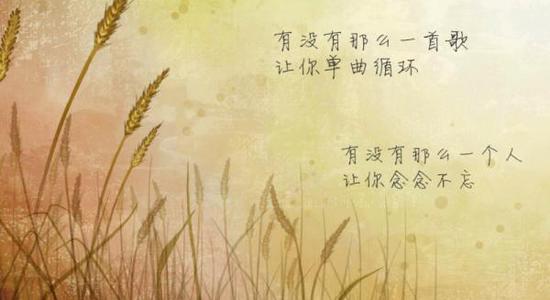 有没有那么一首歌
让你单曲循环
有没有那么一个人
让你念念不忘